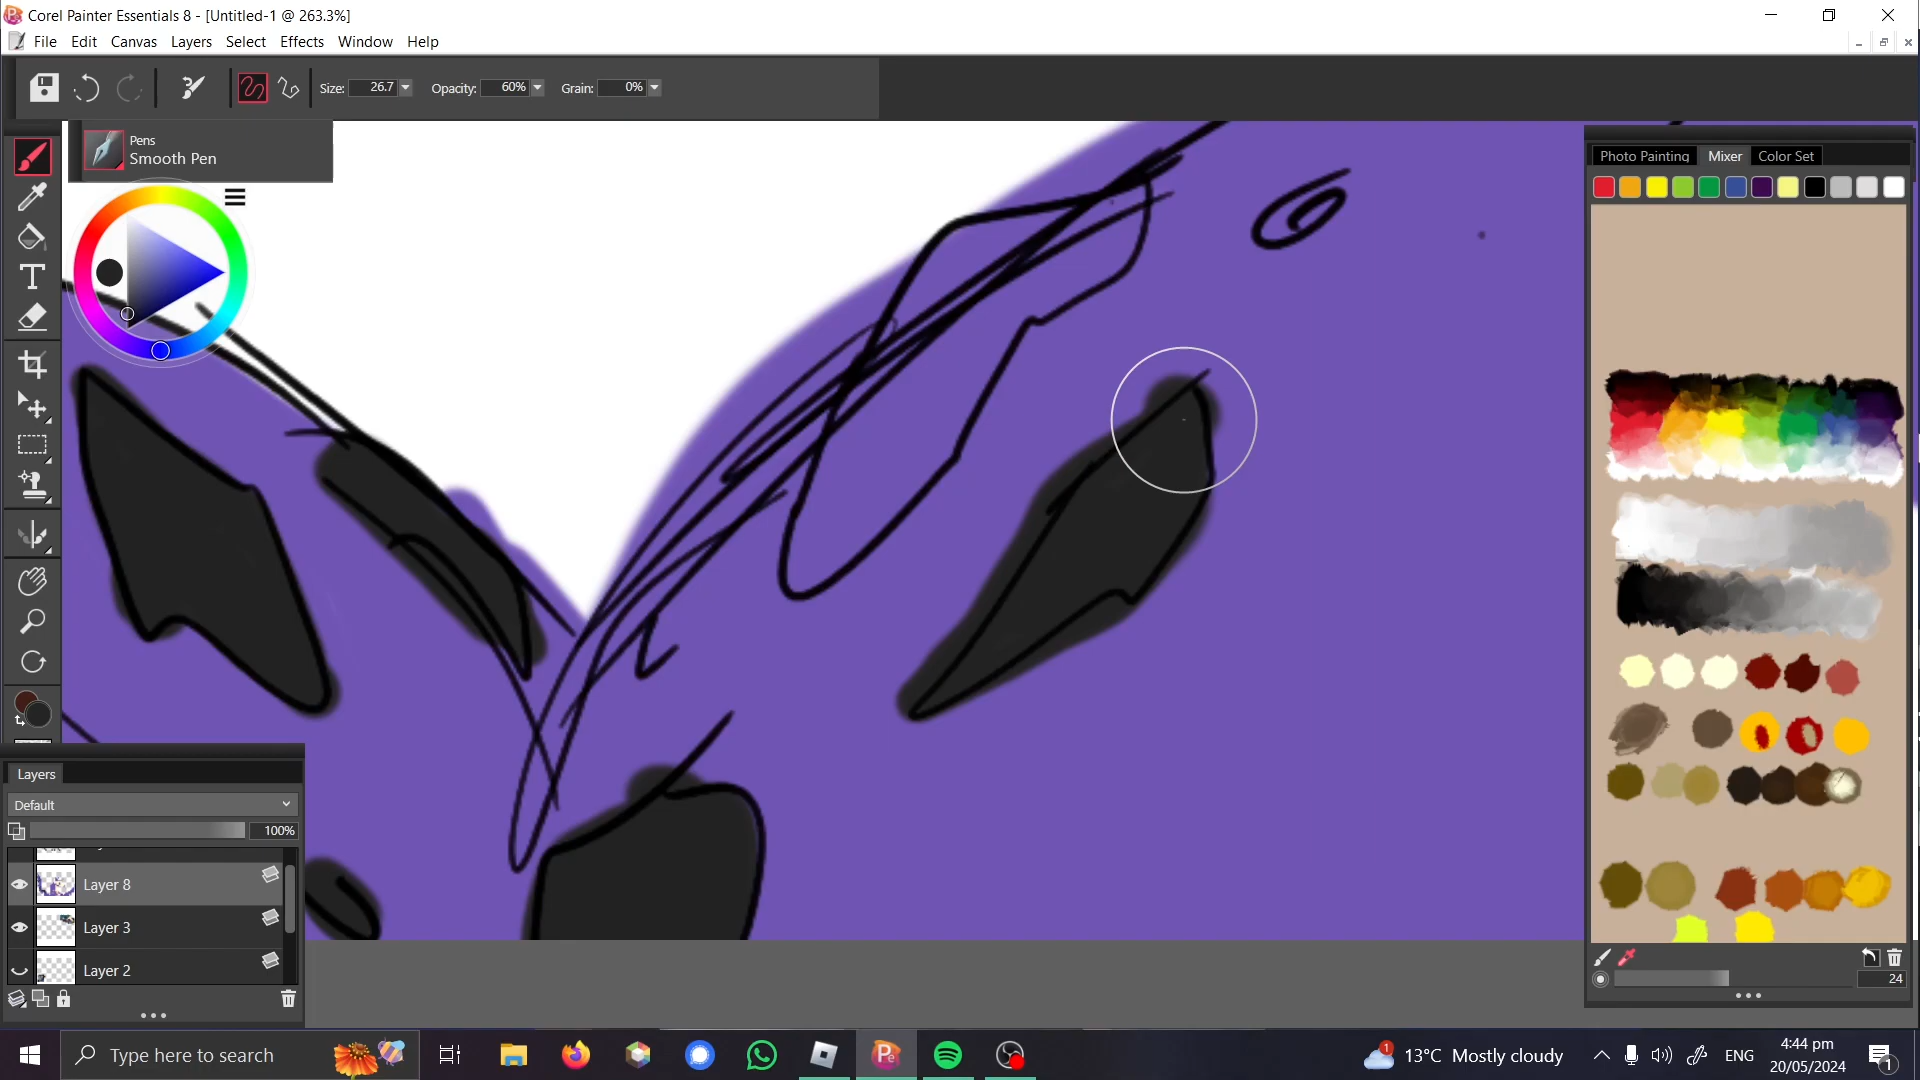 Corel Painter Essentials 8 - [Untitled-1 @ 263.3%]
File Edit Canvas Layers Select Effects Window Help
Size: 26.7 Opacity: 60% Grain: 0%
Pens
Smooth Pen
Photo Painting Mixer Color Set
Layers
Default
100%
Layer 8
Layer 3
Layer 2
24
Type here to search
13°C Mostly cloudy
ENG
4:44 pm
20/05/2024